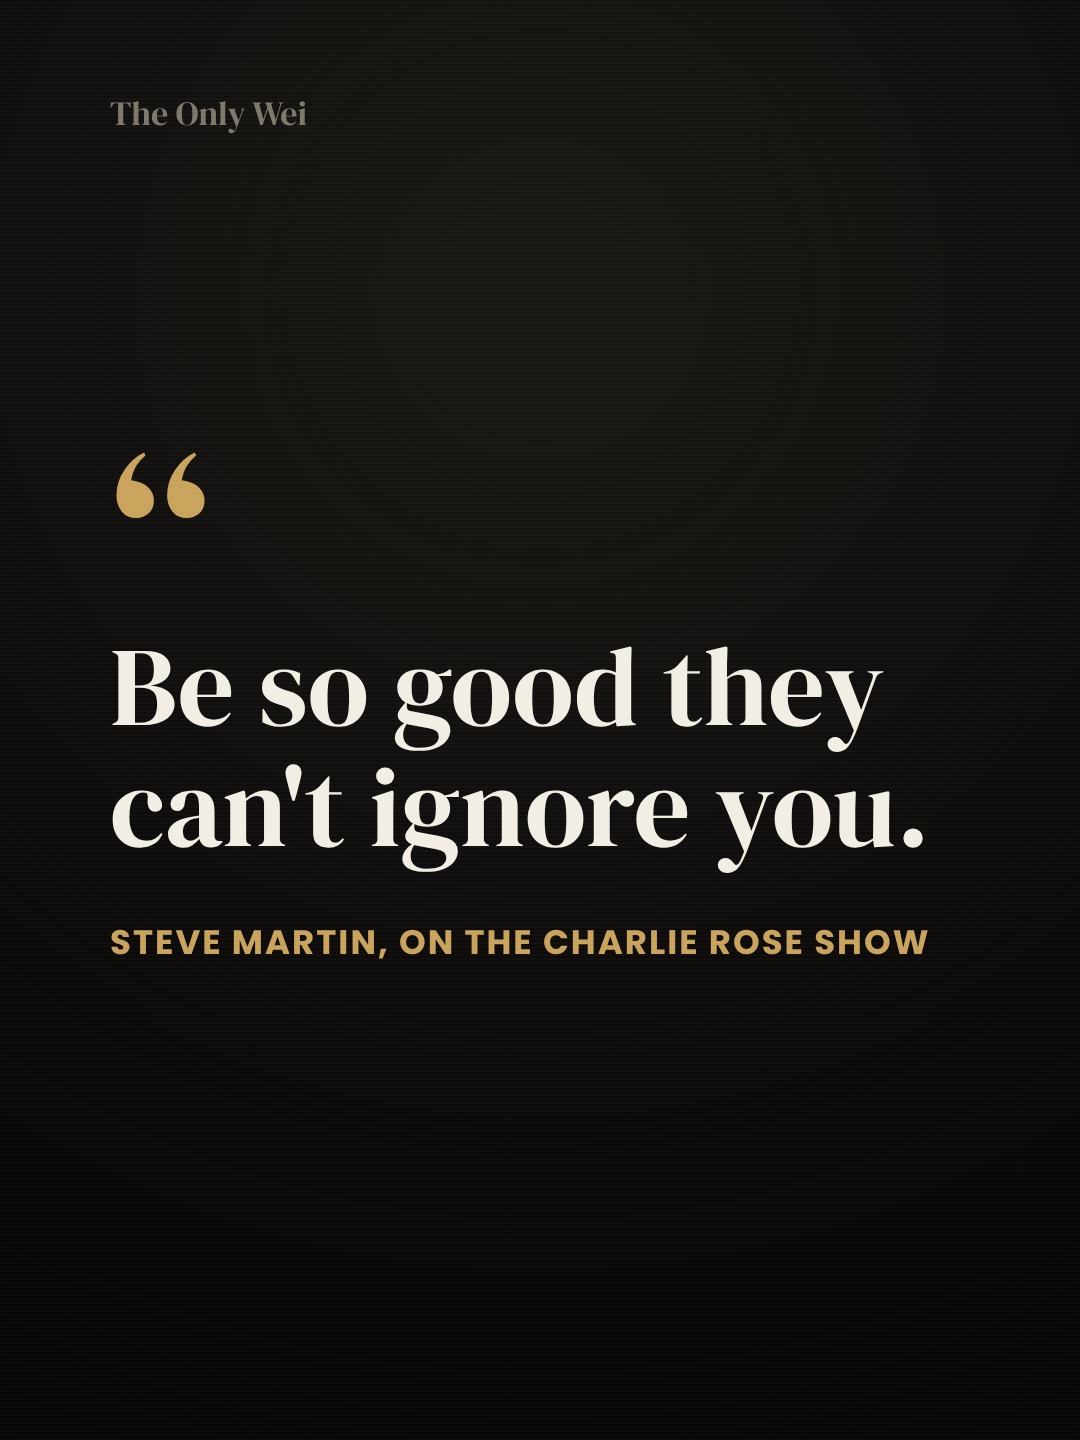 The Only Wei
“
Be so good they
can't ignore you.
STEVE MARTIN, ON THE CHARLIE ROSE SHOW